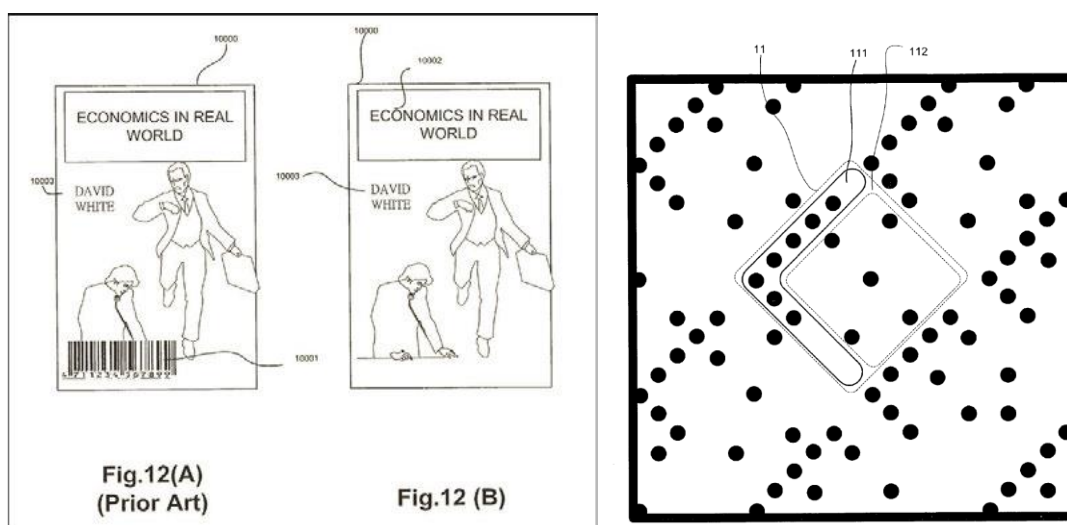 10000
ECONOMICS IN REAL
WORLD
10003
DAVID
WHITE
10001
Fig.12(A)
(Prior Art)
10000
10002
ECONOMICS IN REAL
WORLD
10003
DAVID
WHITE
Fig.12 (B)
11
111
112